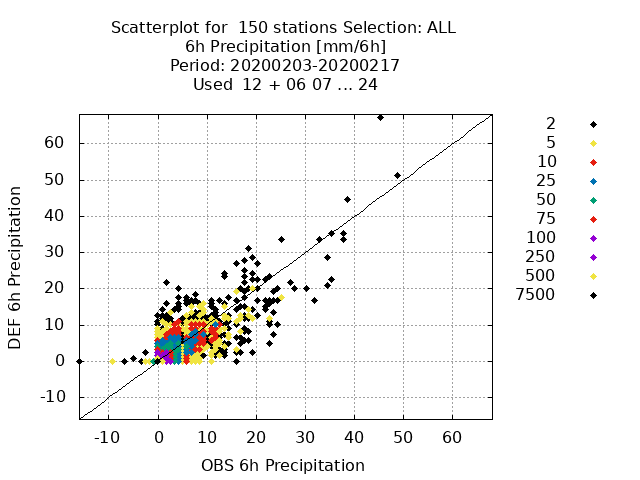 Scatterplot for  150 stations Selection: ALL
6h Precipitation [mm/6h]
Period: 20200203-20200217
Used  12 + 06 07 ... 24
2
5
10
25
50
75
100
250
500
7500
60
50
40
30
20
10
0
-10
DEF 6h Precipitation
-10 0 10 20 30 40 50 60
OBS 6h Precipitation